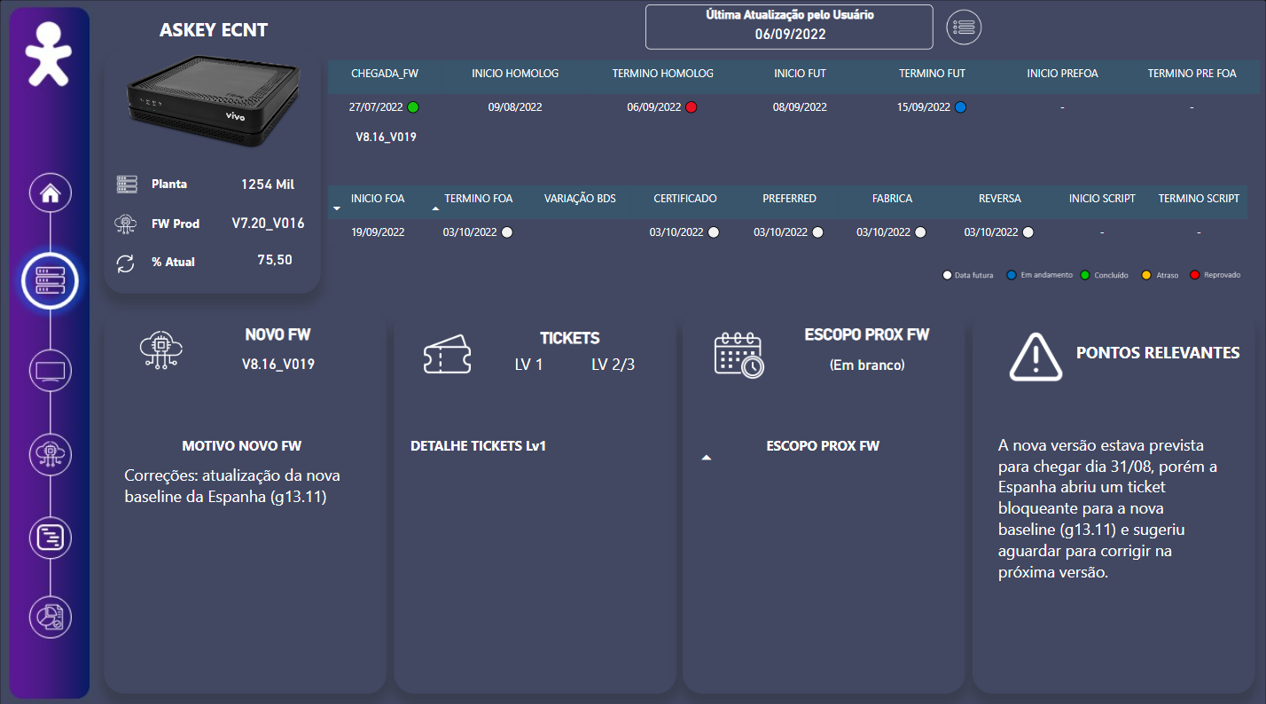 ASKEY ECNT
Última Atualização pelo Usuário
06/09/2022
vivo
Planta 1254 Mil
FW Prod V7.20_V016
% Atual 75,50
CHEGADA_FW INICIO HOMOLOG TERMINO HOMOLOG INICIO FUT TERMINO FUT INICIO PREFOA TERMINO PRE FOA
27/07/2022 09/08/2022 06/09/2022 08/09/2022 15/09/2022 - -
V8.16_V019
INICIO FOA TERMINO FOA VARIAÇÃO BDS CERTIFICADO PREFERRED FABRICA REVERSA INICIO SCRIPT TERMINO SCRIPT
19/09/2022 03/10/2022 03/10/2022 03/10/2022 03/10/2022 03/10/2022 - -
Data futura Em andamento Concluído Atraso Reprovado
NOVO FW
V8.16_V019
MOTIVO NOVO FW
Correções: atualização da nova
baseline da Espanha (g13.11)
TICKETS
LV 1 LV 2/3
DETALHE TICKETS Lv1
ESCOPO PROX FW
(Em branco)
ESCOPO PROX FW
PONTOS RELEVANTES
A nova versão estava prevista
para chegar dia 31/08, porém a
Espanha abriu um ticket
bloqueante para a nova
baseline (g13.11) e sugeriu
aguardar para corrigir na
próxima versão.